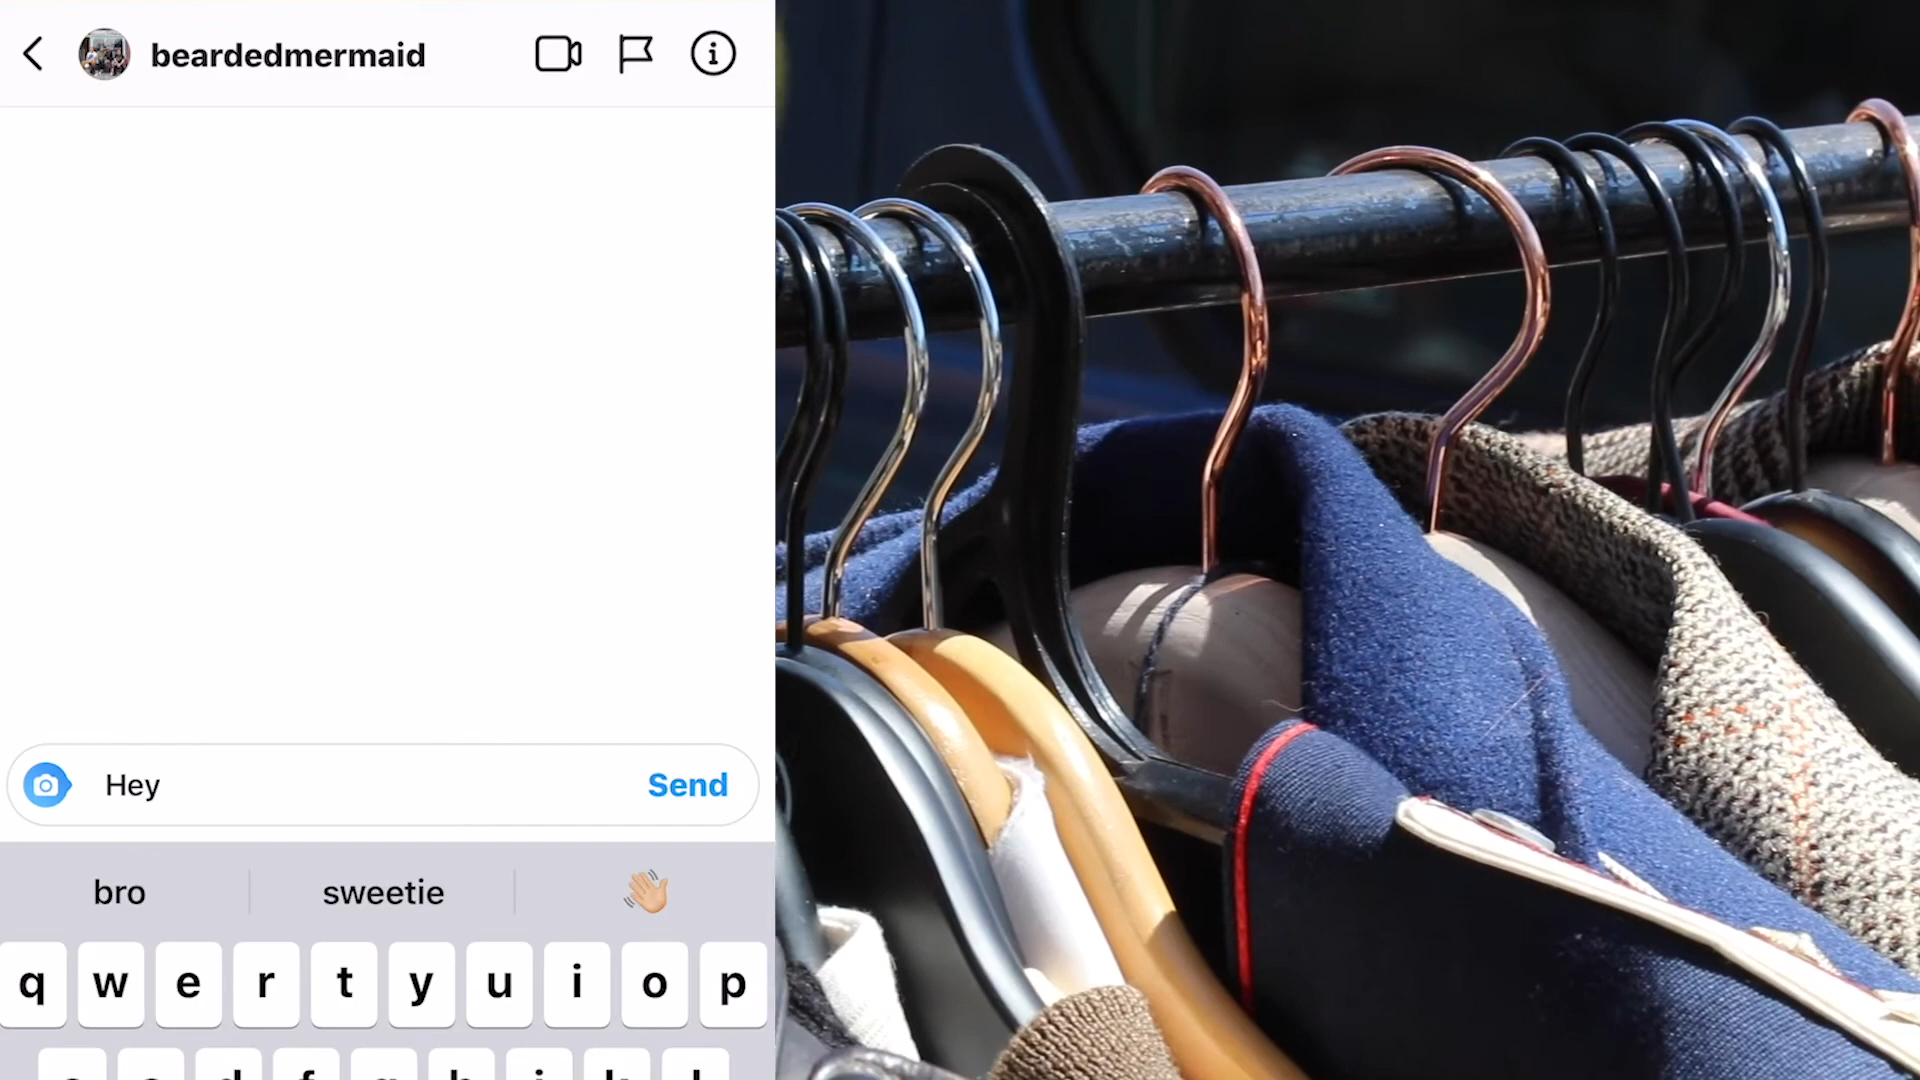 beardedmermaid
Hey
Send
bro
sweetie
q w e r t y u i o p